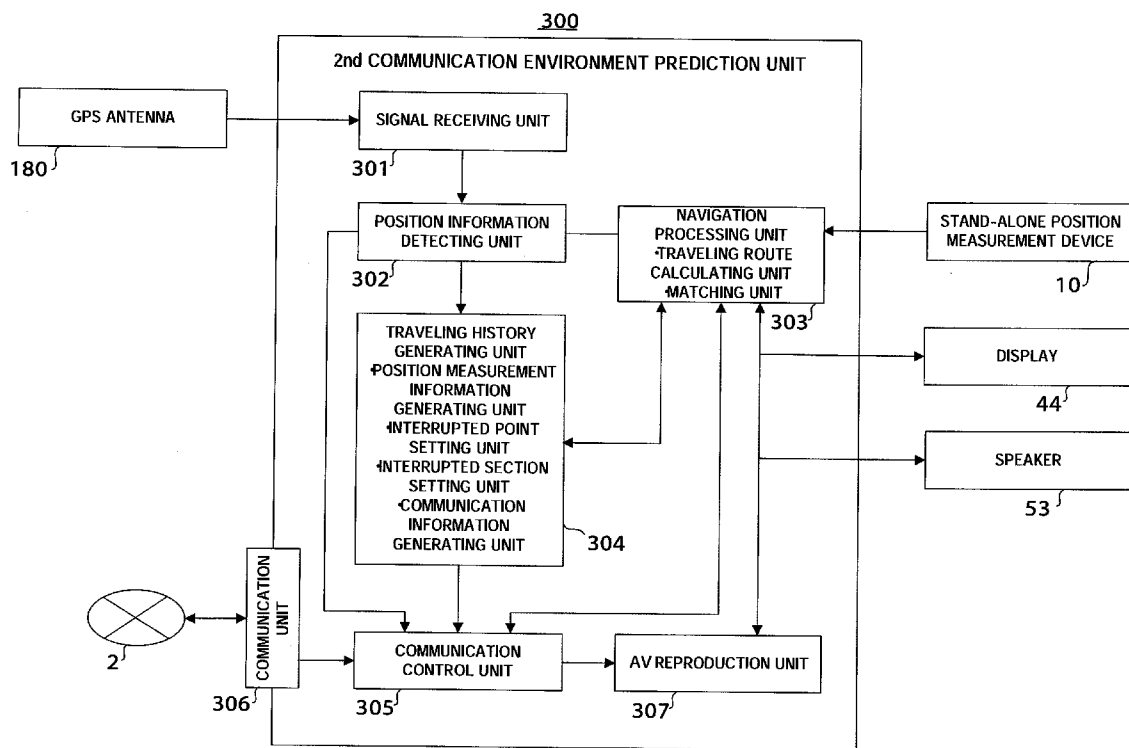 300
2nd COMMUNICATION ENVIRONMENT PREDICTION UNIT
GPS ANTENNA
180
SIGNAL RECEIVING UNIT
301
POSITION INFORMATION
DETECTING UNIT
302
NAVIGATION
PROCESSING UNIT
•TRAVELING ROUTE
CALCULATING UNIT
•MATCHING UNIT
303
STAND-ALONE POSITION
MEASUREMENT DEVICE
10
TRAVELING HISTORY
GENERATING UNIT
•POSITION MEASUREMENT
INFORMATION
GENERATING UNIT
•INTERRUPTED POINT
SETTING UNIT
•INTERRUPTED SECTION
SETTING UNIT
•COMMUNICATION
INFORMATION
GENERATING UNIT
304
DISPLAY
44
SPEAKER
53
COMMUNICATION
UNIT
306
2
COMMUNICATION
CONTROL UNIT
305
AV REPRODUCTION UNIT
307